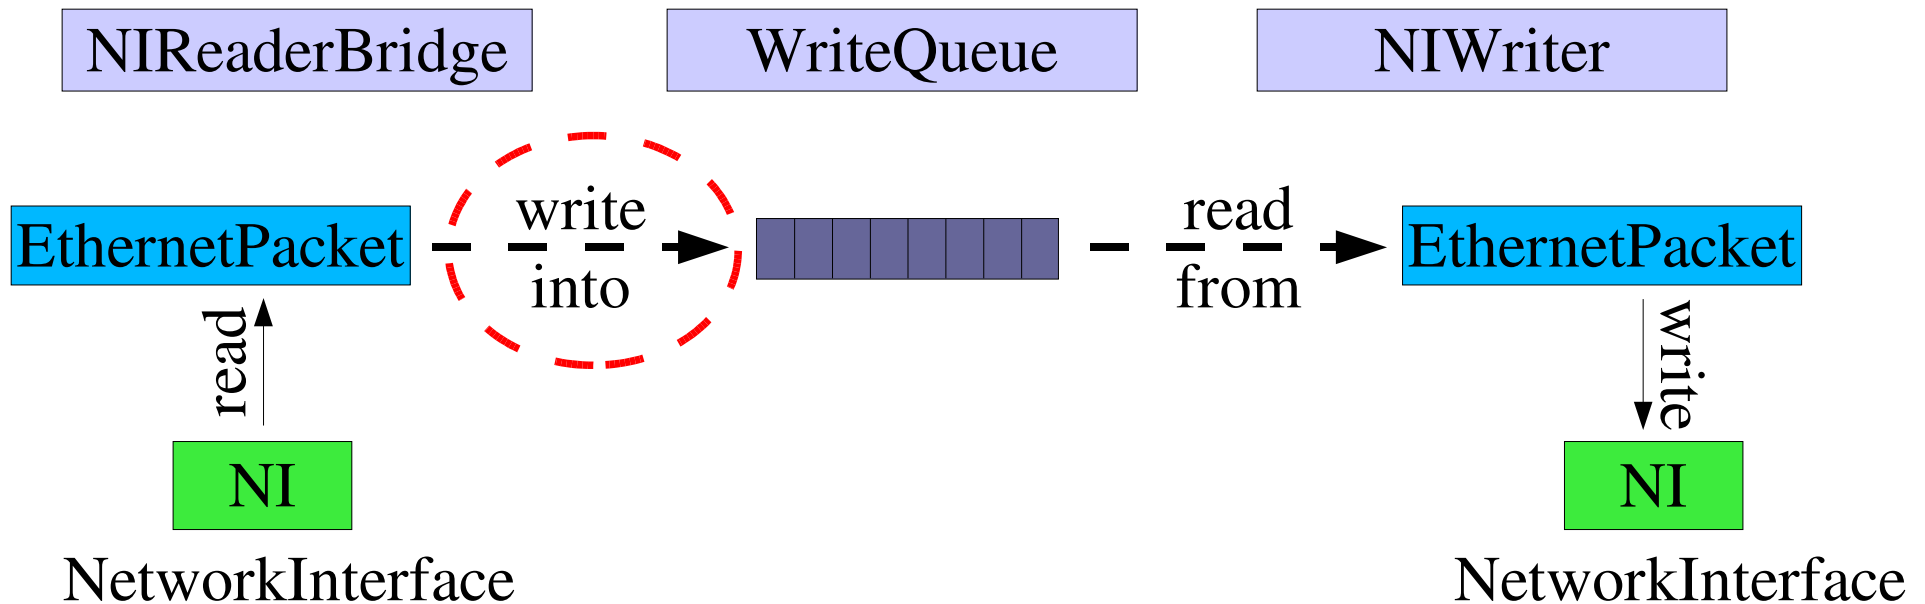 NIReaderBridge
WriteQueue
NIWriter
EthernetPacket
write
into
read
from
EthernetPacket
read
write
NI
NI
NetworkInterface
NetworkInterface